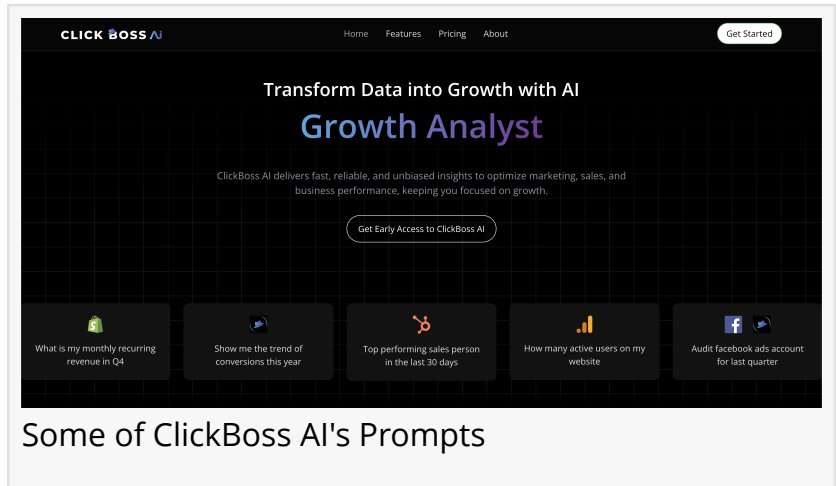 CLICK BOSS Ai
Home Features Pricing About
Get Started
Transform Data into Growth with AI
Growth Analyst
ClickBoss AI delivers fast, reliable, and unbiased insights to optimize marketing, sales, and
business performance, keeping you focused on growth.
Get Early Access to ClickBoss AI
What is my monthly recurring
revenue in Q4
Show me the trend of
conversions this year
Top performing sales person
in the last 30 days
How many active users on my
website
Audit facebook ads account
for last quarter
Some of ClickBoss AI's Prompts